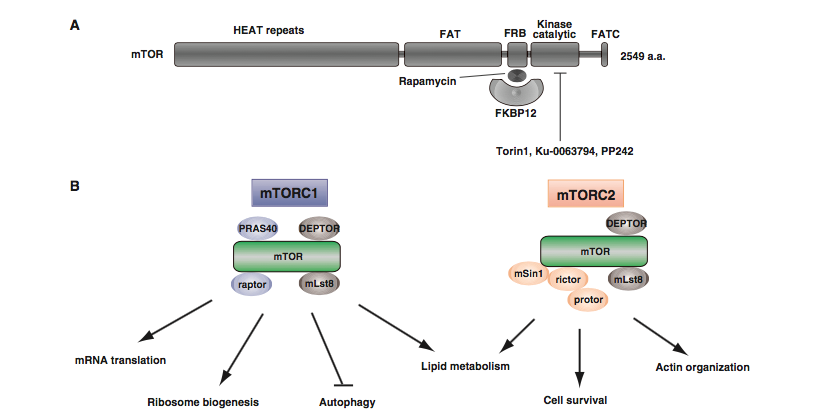 A
HEAT repeats
FAT
FRB
Kinase
catalytic
FATC
mTOR
2549 a.a.
Rapamycin
FKBP12
Torin1, Ku-0063794, PP242
B
mTORC1
mTORC2
PRAS40
DEPTOR
mTOR
raptor
mLst8
DEPTOR
mTOR
mSin1
rictor
mLst8
protor
mRNA translation
Ribosome biogenesis
Autophagy
Lipid metabolism
Cell survival
Actin organization